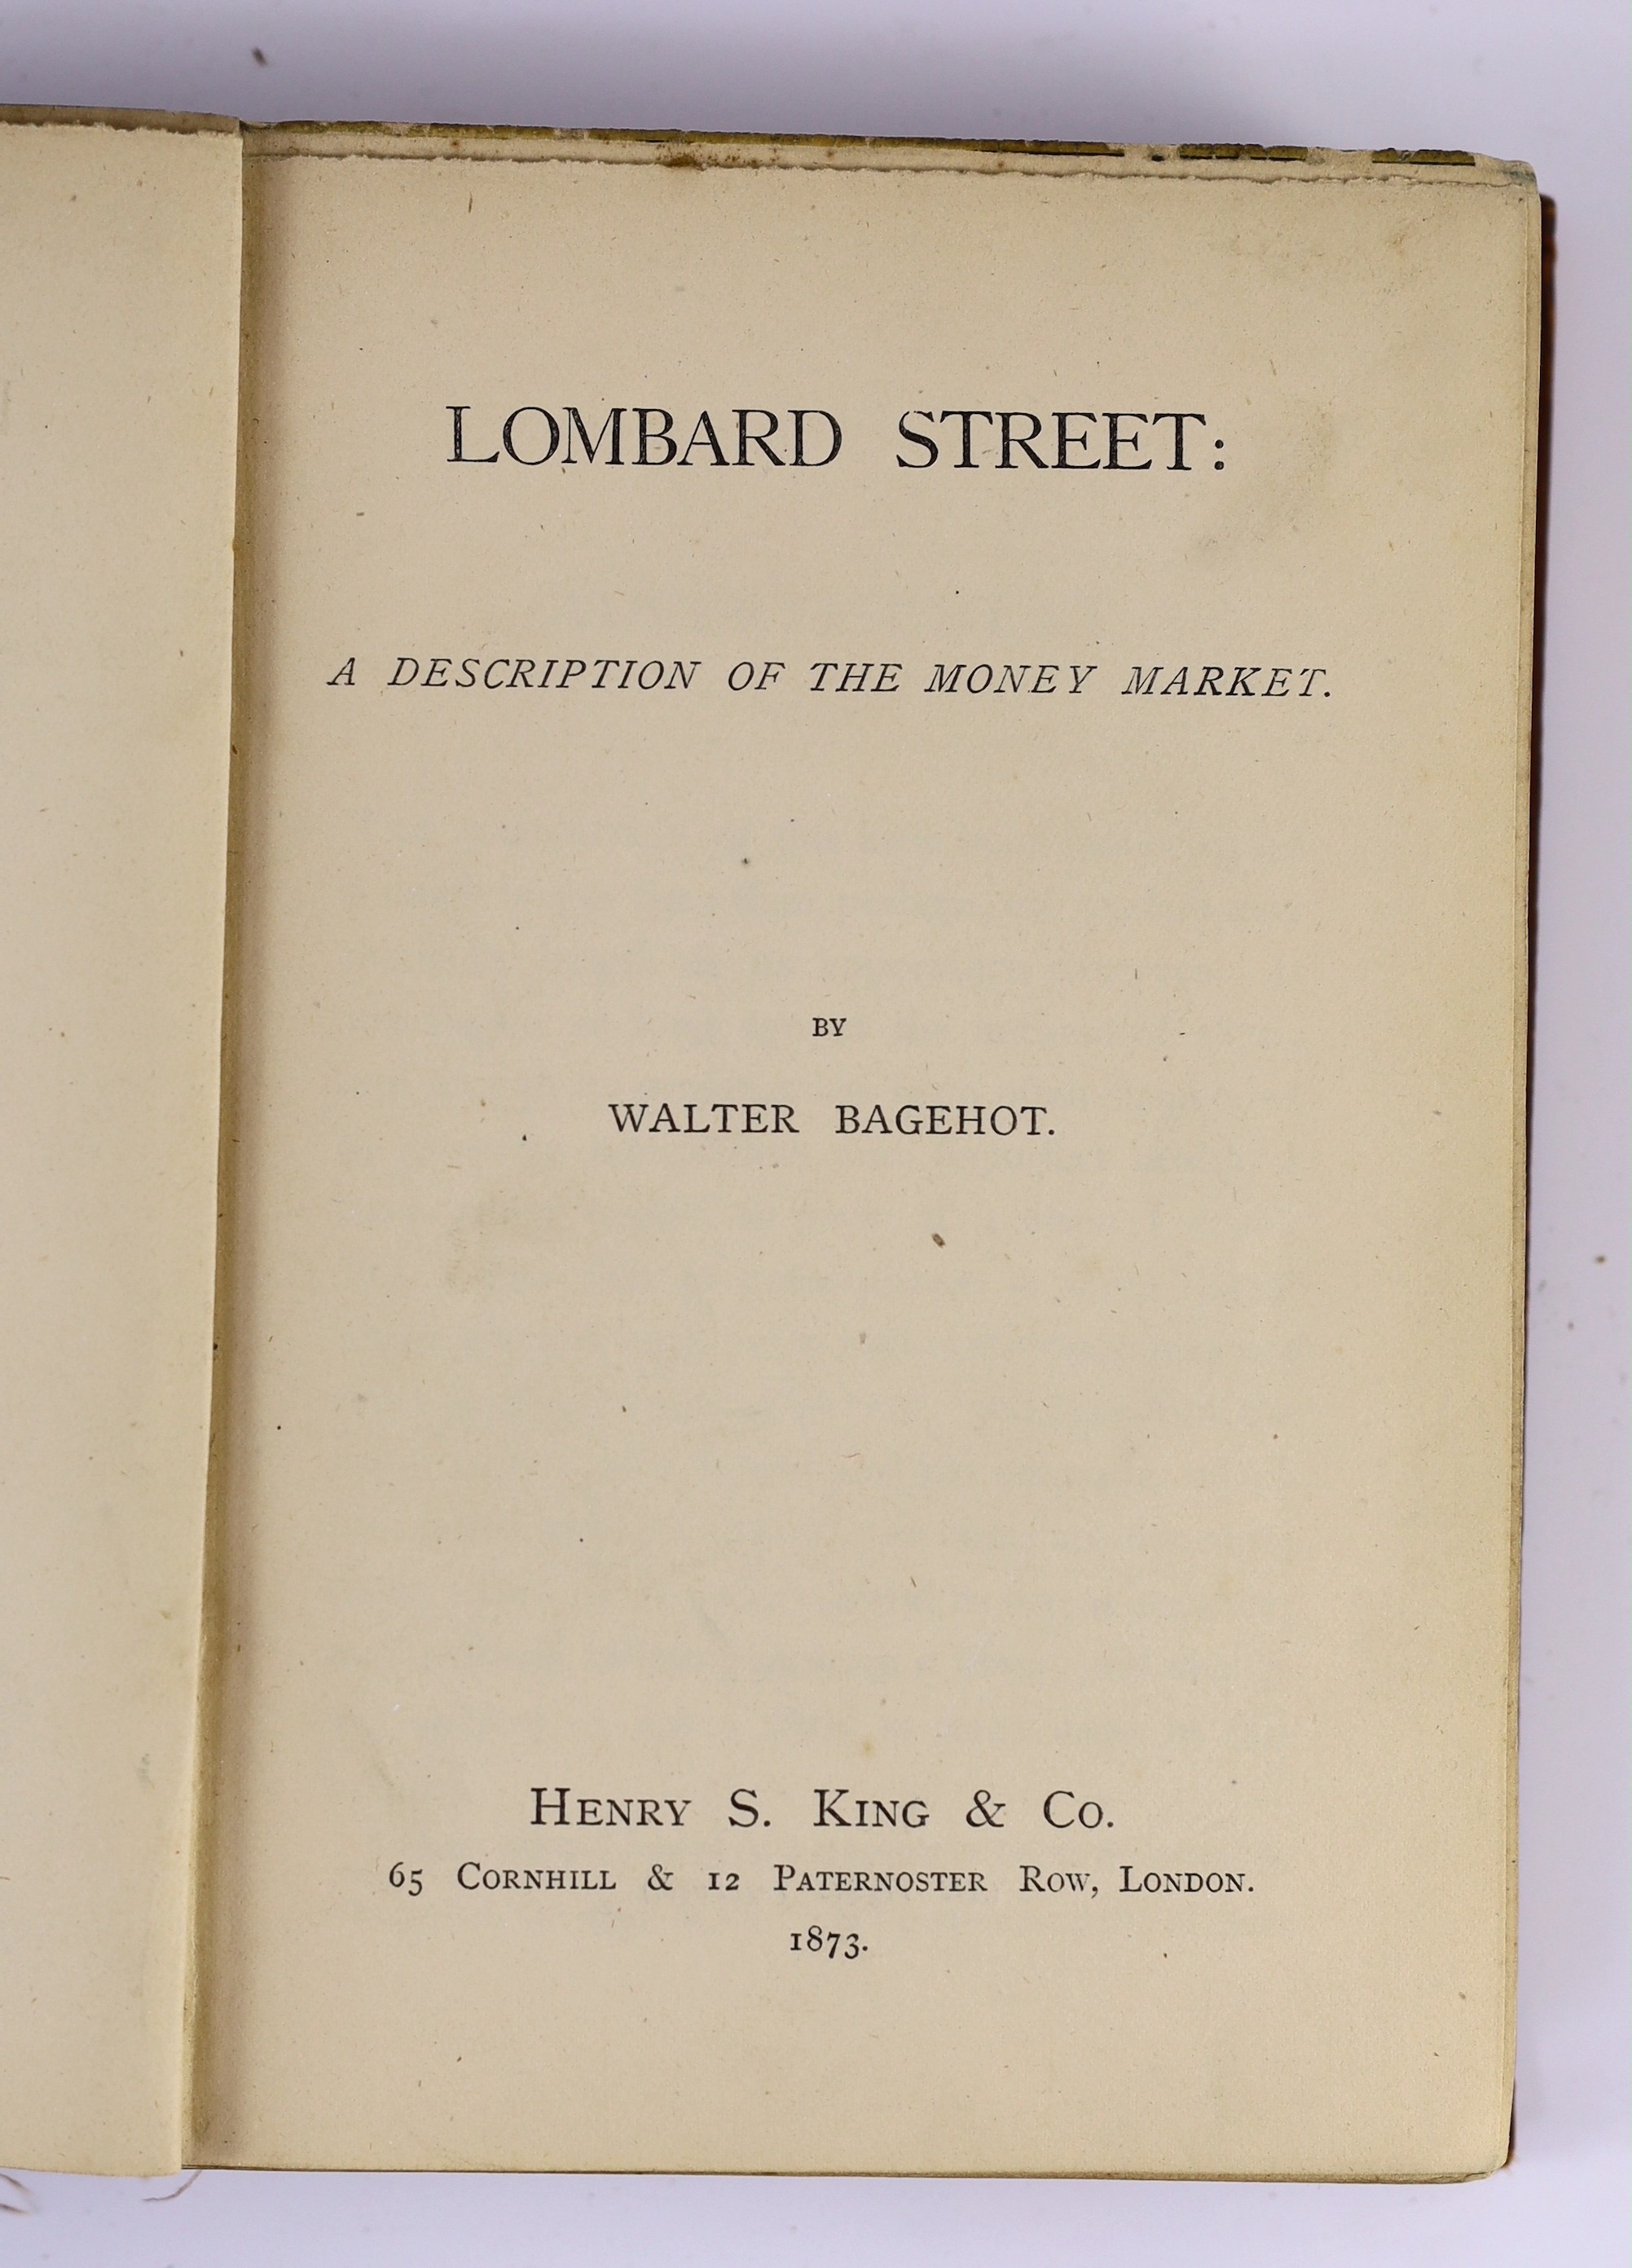 LOMBARD STREET:
A DESCRIPTION OF THE MONEY MARKET.
BY
WALTER BAGEHOT.
HENRY S. KING & CO.
65 CORNHILL & 12 PATERNOSTER ROW, LONDON.
1873.